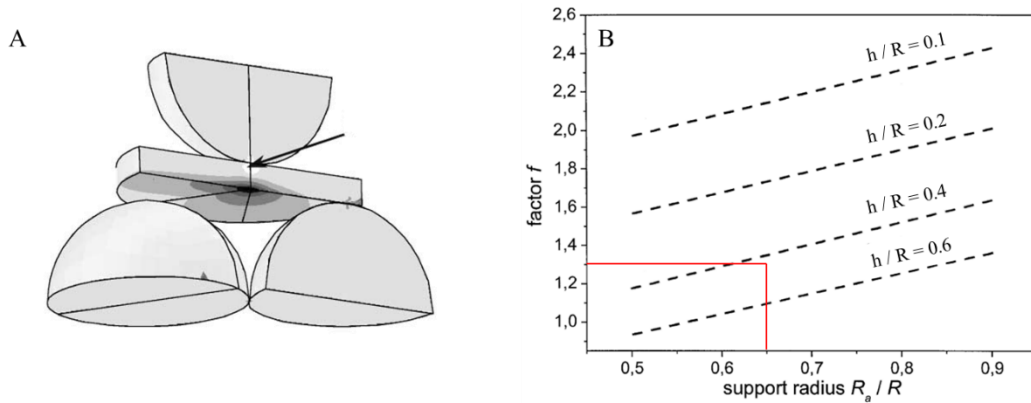 A
B
2,6
2,4
2,2
2,0
1,8
1,6
1,4
1,2
1,0
factor f
h / R = 0.1
h / R = 0.2
h / R = 0.4
h / R = 0.6
0,5 0,6 0,7 0,8 0,9
support radius Rₐ / R